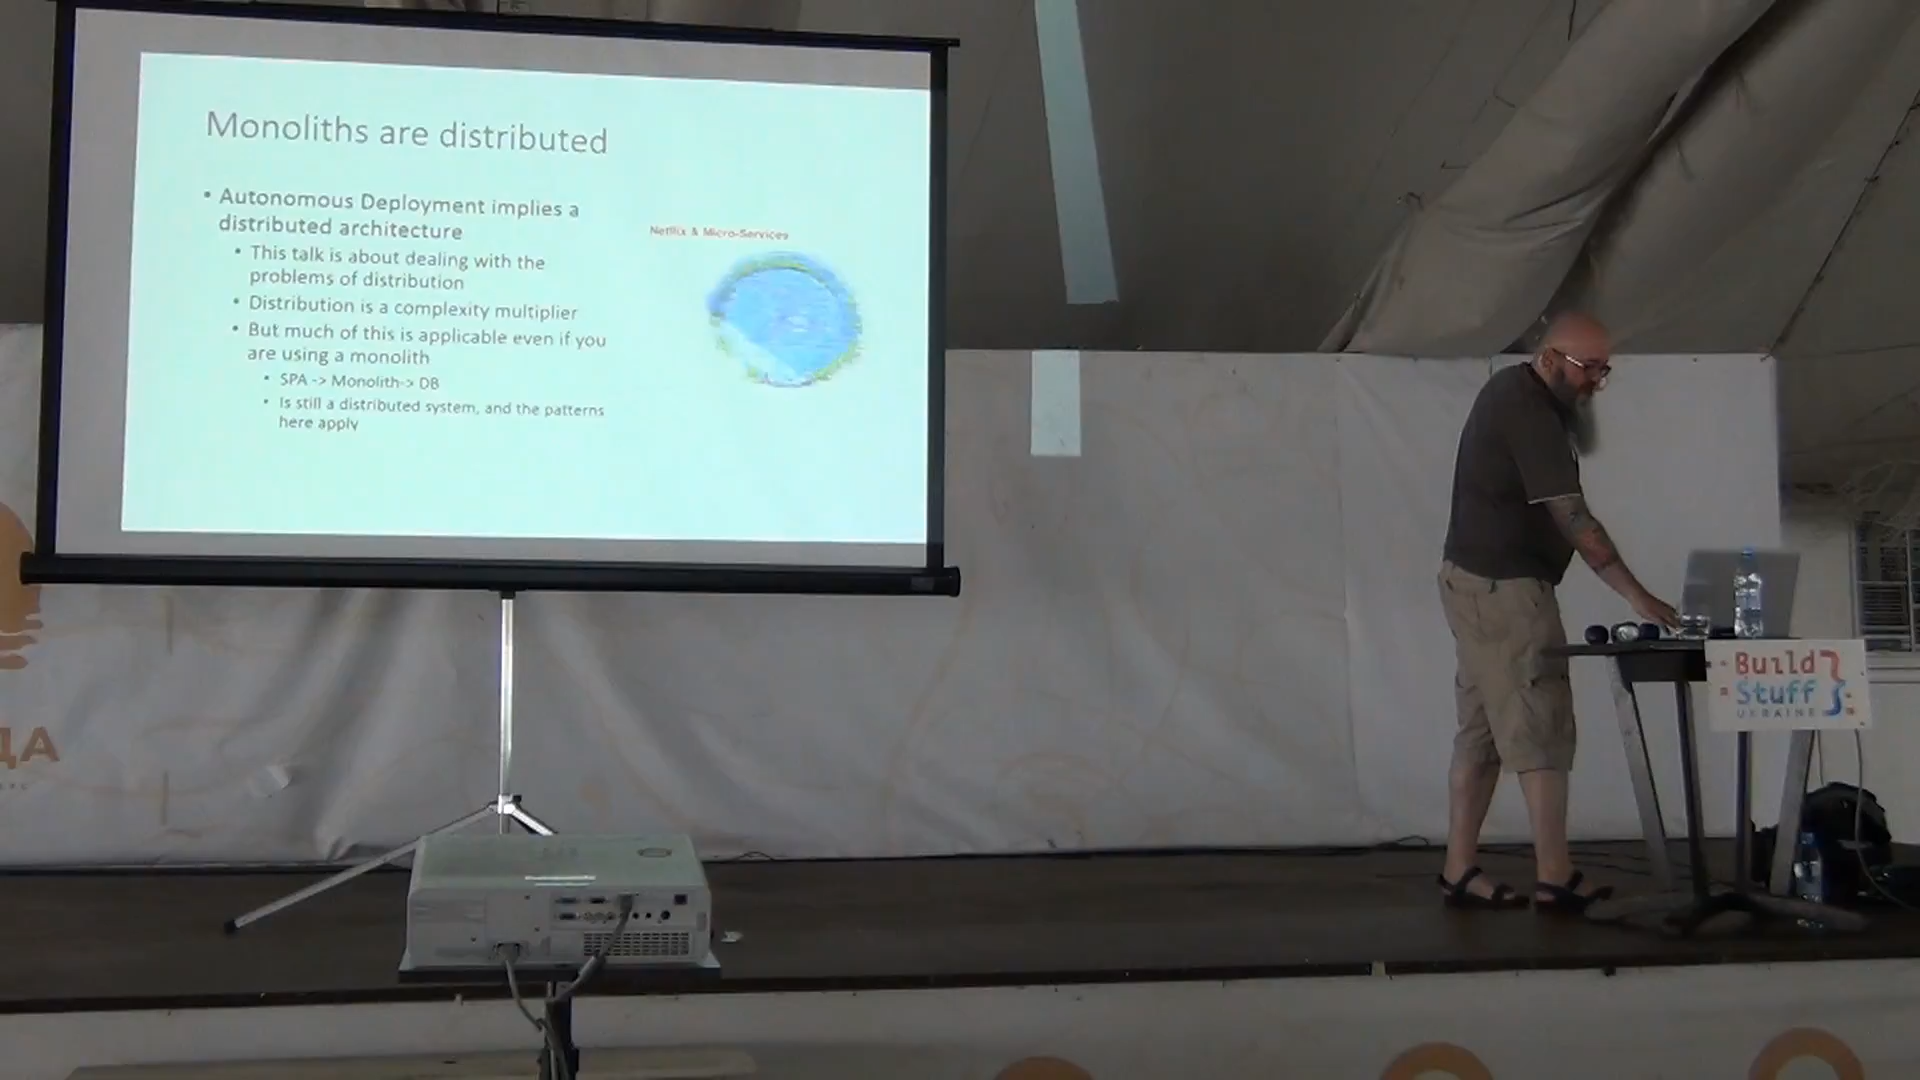 Monoliths are distributed
• Autonomous Deployment implies a
distributed architecture
• This talk is about dealing with the
problems of distribution
• Distribution is a complexity multiplier
• But much of this is applicable even if you
are using a monolith
• SPA -> Monolith-> DB
• Is still a distributed system, and the patterns
here apply
Netflix & Micro-Services
Build
Stuff
UKRAINE
ДА